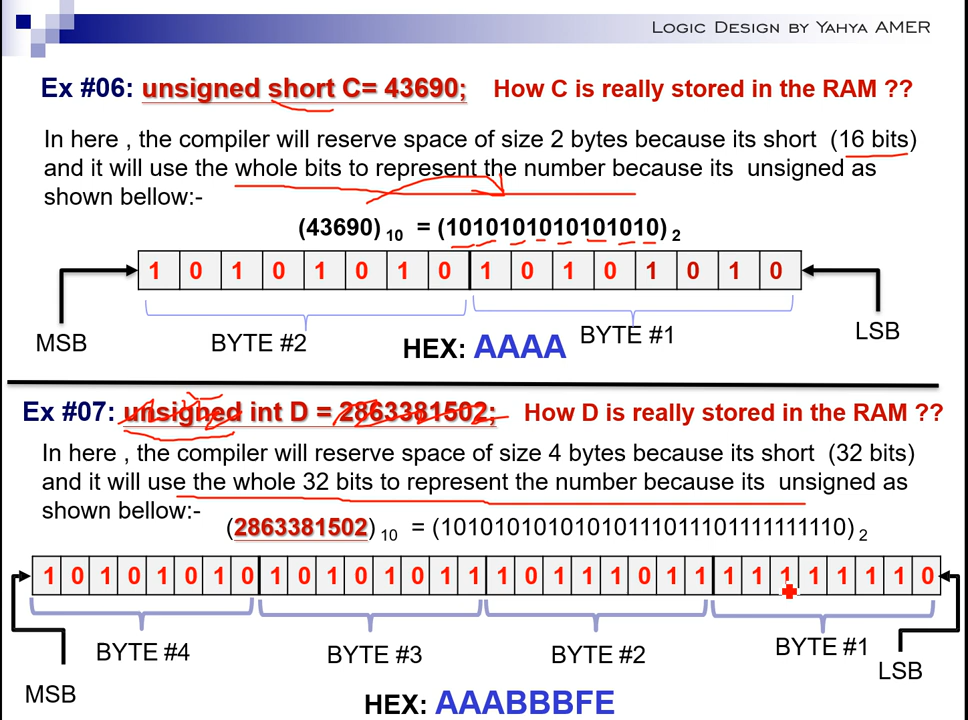 Logic Design by Yahya AMER
Ex #06: unsigned short C= 43690; How C is really stored in the RAM ??
In here , the compiler will reserve space of size 2 bytes because its short (16 bits)
and it will use the whole bits to represent the number because its unsigned as
shown bellow:-
(43690) 10 = (1010101010101010) 2
1 0 1 0 1 0 1 0 1 0 1 0 1 0 1 0
MSB BYTE #2 HEX: AAAA BYTE #1 LSB
Ex #07: unsigned int D = 2863381502; How D is really stored in the RAM ??
In here , the compiler will reserve space of size 4 bytes because its short (32 bits)
and it will use the whole 32 bits to represent the number because its unsigned as
shown bellow:-
(2863381502) 10 = (10101010101010111011101111111110) 2
1 0 1 0 1 0 1 0 1 0 1 0 1 0 1 1 1 0 1 1 1 0 1 1 1 1 1 1 1 1 1 0
BYTE #4 BYTE #3 BYTE #2 BYTE #1
MSB LSB
HEX: AAABBBFE